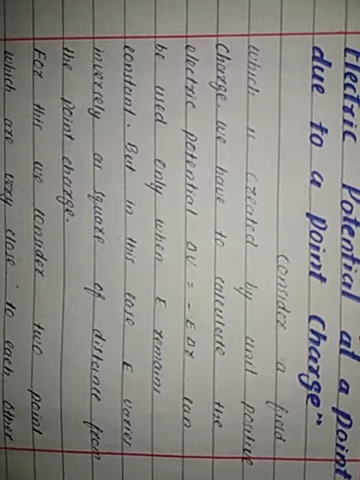 Electric Potential at a point
due to a point Charge"
Consider a field
which is created by unit positive
Charge we have to calculate the
electric potential ΔV = - E Δr can
be used only when E remains
constant. But in this case E varies
inversely as square of distance from
the point charge.
For this we consider two point
which are very close to each other